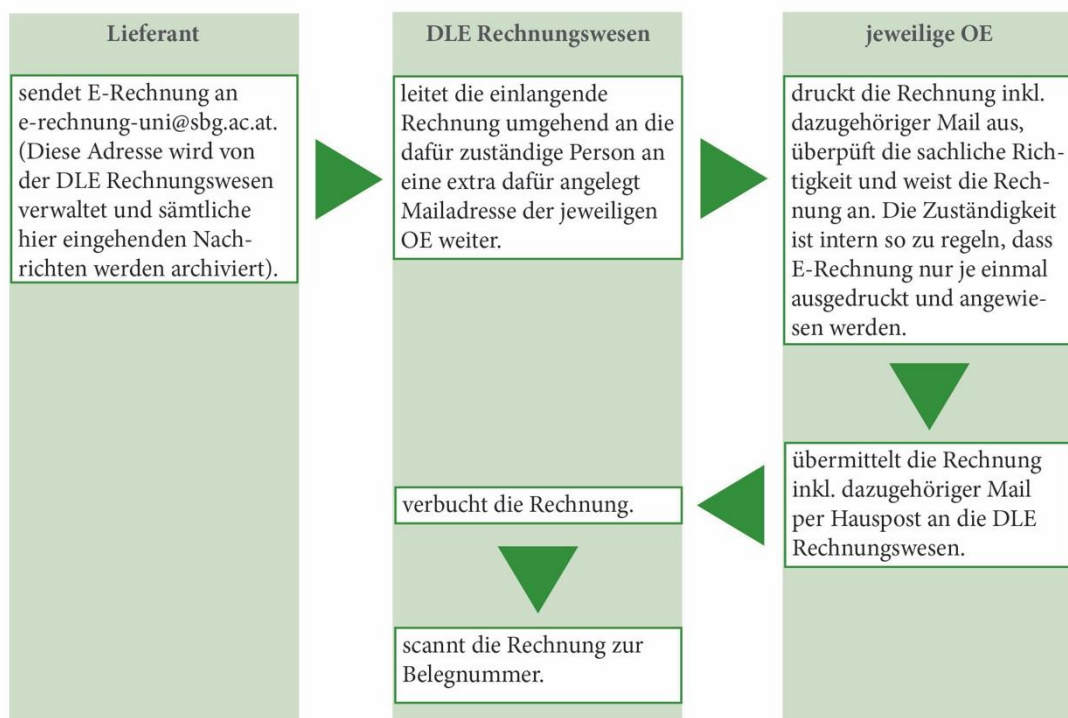 Lieferant
sendet E-Rechnung an
e-rechnung-uni@sbg.ac.at.
(Diese Adresse wird von
der DLE Rechnungswesen
verwaltet und sämtliche
hier eingehenden Nach-
richten werden archiviert).
DLE Rechnungswesen
leitet die einlangende
Rechnung umgehend an die
dafür zuständige Person an
eine extra dafür angelegt
Mailadresse der jeweiligen
OE weiter.
jeweilige OE
druckt die Rechnung inkl.
dazugehöriger Mail aus,
überpüft die sachliche Rich-
tigkeit und weist die Rech-
nung an. Die Zuständigkeit
ist intern so zu regeln, dass
E-Rechnung nur je einmal
ausgedruckt und angewie-
sen werden.
übermittelt die Rechnung
inkl. dazugehöriger Mail
per Hauspost an die DLE
Rechnungswesen.
verbucht die Rechnung.
scannt die Rechnung zur
Belegnummer.